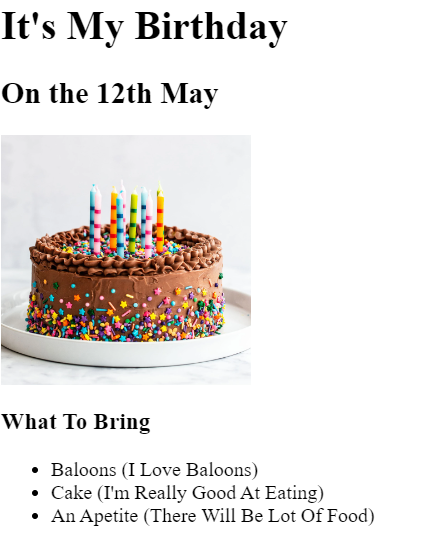 It's My Birthday
On the 12th May
What To Bring
Baloons (I Love Baloons)
Cake (I'm Really Good At Eating)
An Apetite (There Will Be Lot Of Food)